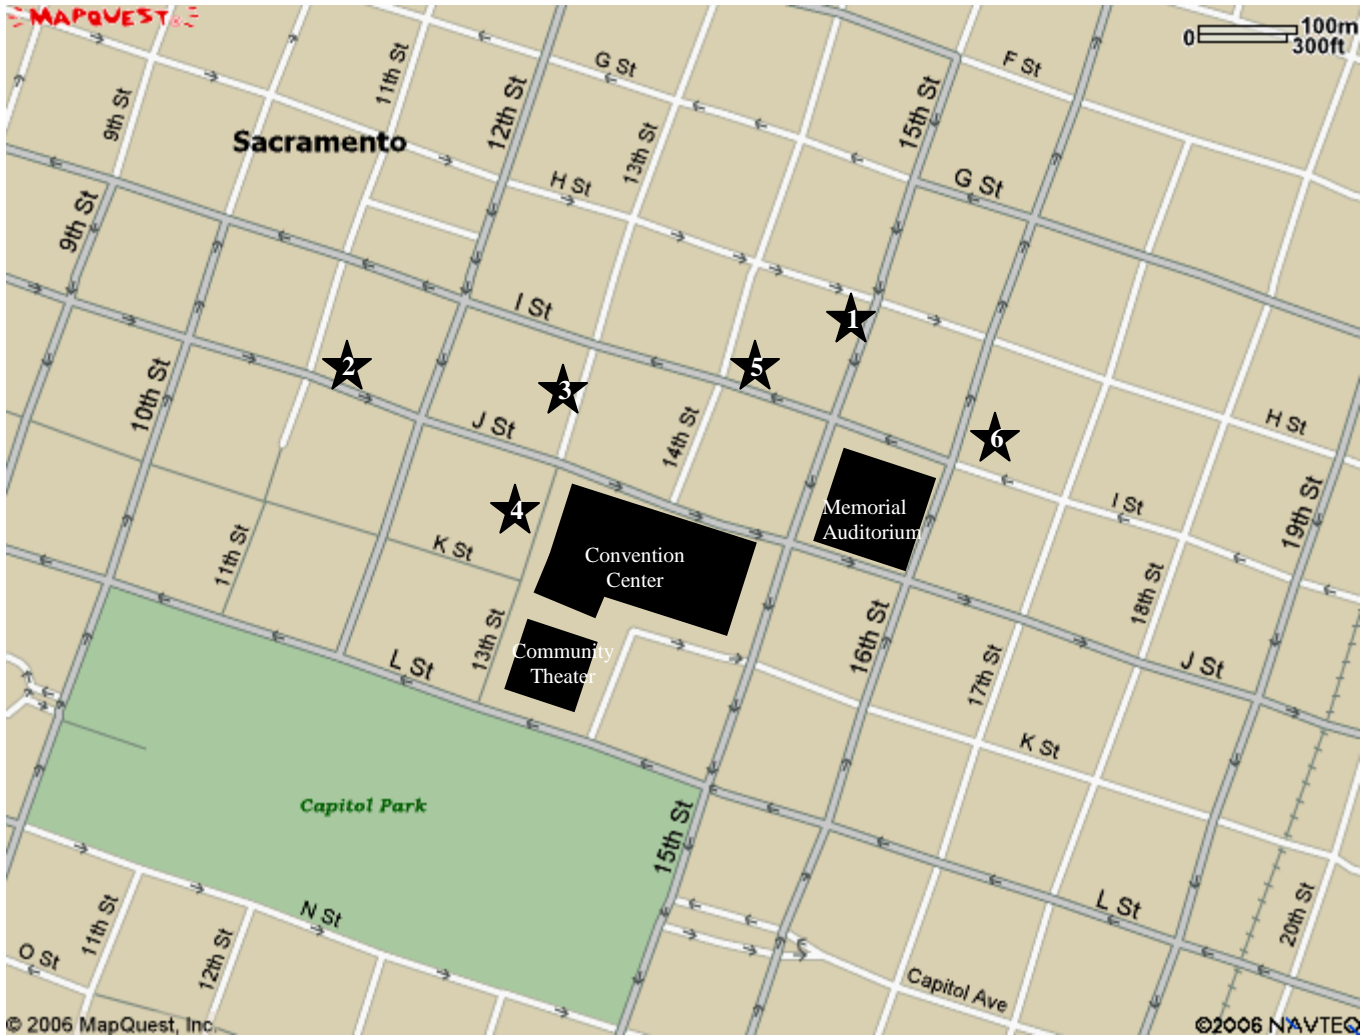 MAPQUEST
0 100m
300ft
F St
G St
11th St
12th St
15th St
9th St
Sacramento
13th St
H St
G St
9th St
I St
1
2
5
3
10th St
J St
14th St
6
H St
4
Memorial
Auditorium
I St
19th St
K St
Convention
Center
11th St
18th St
13th St
Community
Theater
16th St
L St
17th St
J St
K St
Capitol Park
15th St
L St
11th St
N St
12th St
20th St
O St
Capitol Ave
© 2006 MapQuest, Inc.
©2006 NAVTEQ